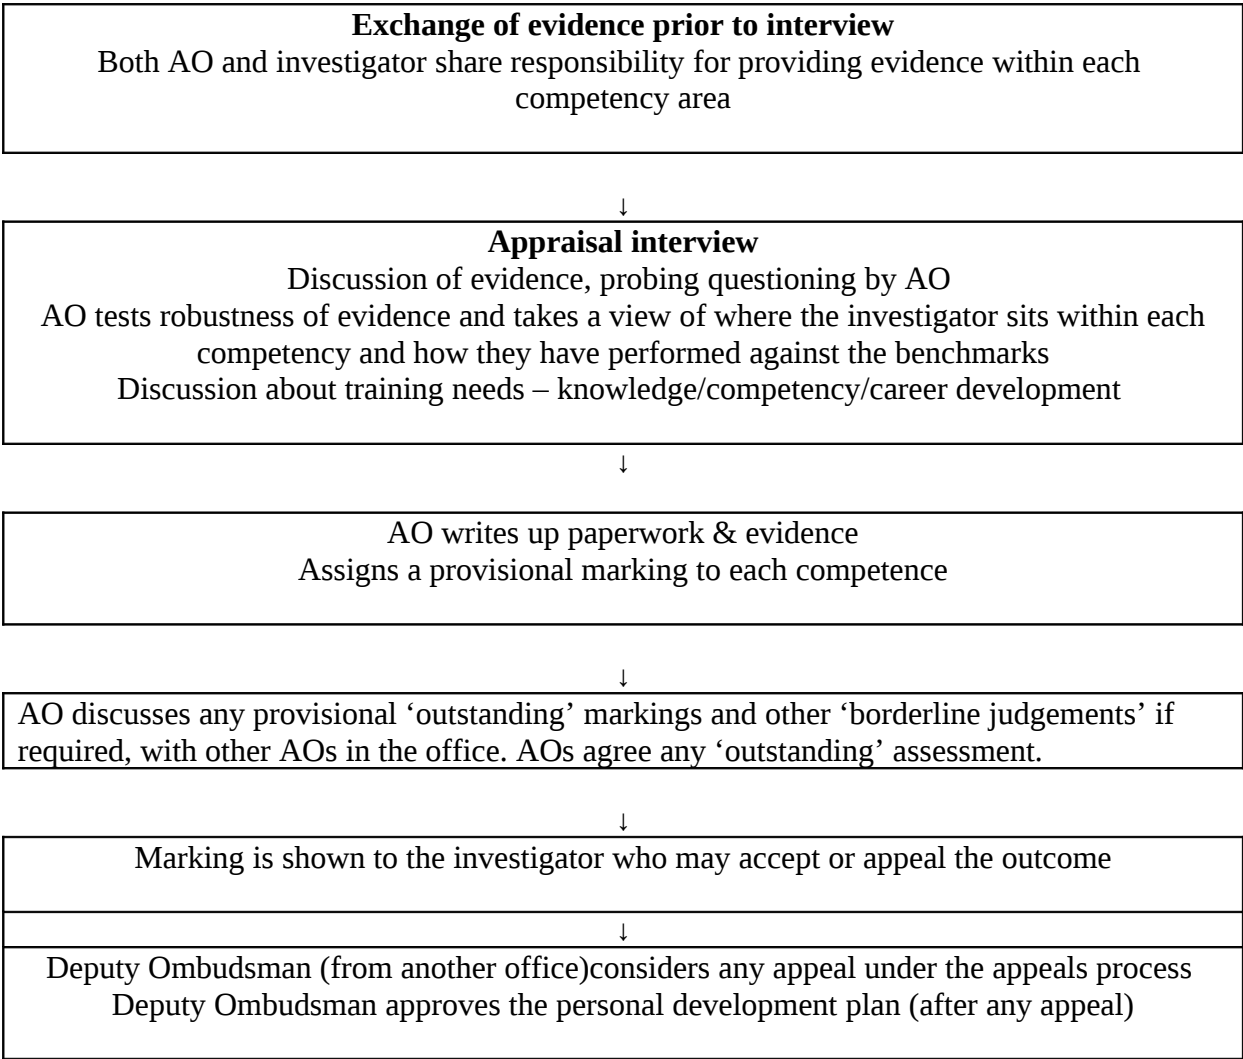 Exchange of evidence prior to interview
Both AO and investigator share responsibility for providing evidence within each
competency area
↓
Appraisal interview
Discussion of evidence, probing questioning by AO
AO tests robustness of evidence and takes a view of where the investigator sits within each
competency and how they have performed against the benchmarks
Discussion about training needs – knowledge/competency/career development
↓
AO writes up paperwork & evidence
Assigns a provisional marking to each competence
↓
AO discusses any provisional ‘outstanding’ markings and other ‘borderline judgements’ if
required, with other AOs in the office. AOs agree any ‘outstanding’ assessment.
↓
Marking is shown to the investigator who may accept or appeal the outcome
↓
Deputy Ombudsman (from another office)considers any appeal under the appeals process
Deputy Ombudsman approves the personal development plan (after any appeal)